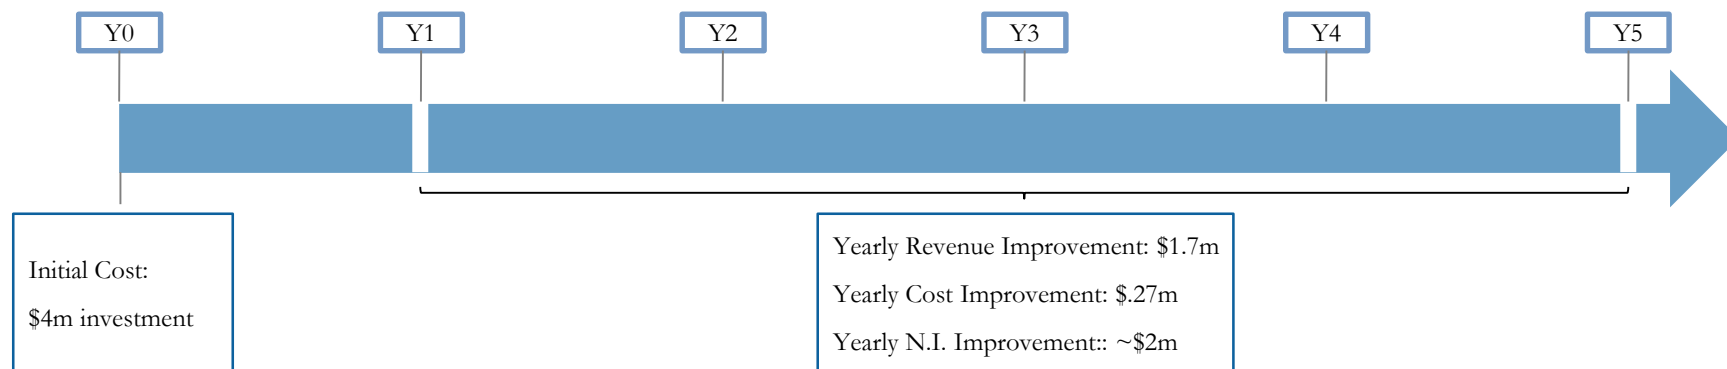 Y0
Y1
Y2
Y3
Y4
Y5
Initial Cost:
$4m investment
Yearly Revenue Improvement: $1.7m
Yearly Cost Improvement: $.27m
Yearly N.I. Improvement:: ~$2m